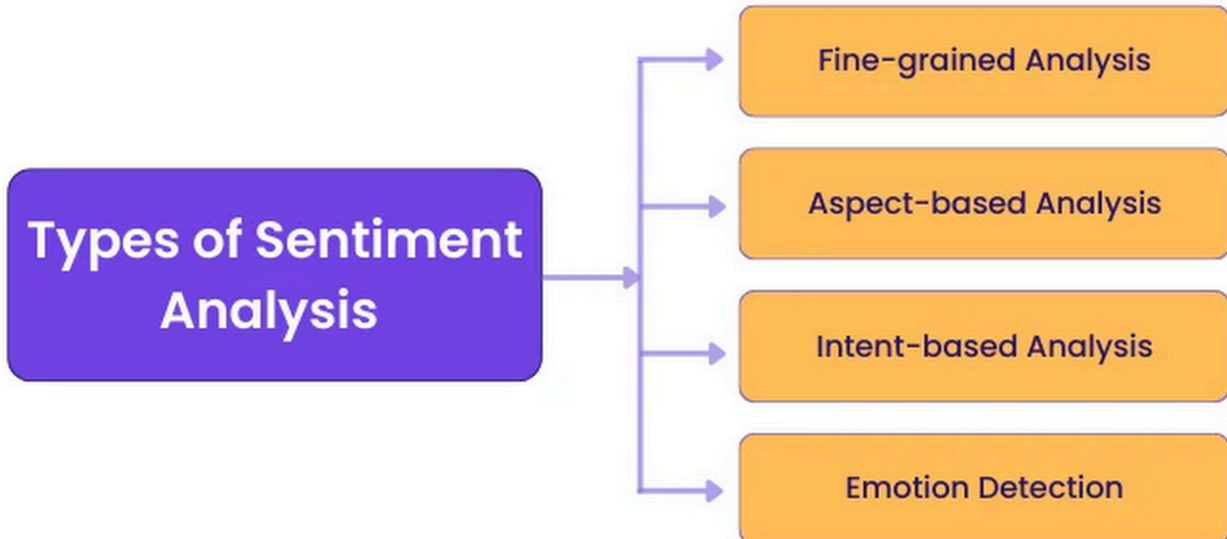 Types of Sentiment
Analysis
Fine-grained Analysis
Aspect-based Analysis
Intent-based Analysis
Emotion Detection